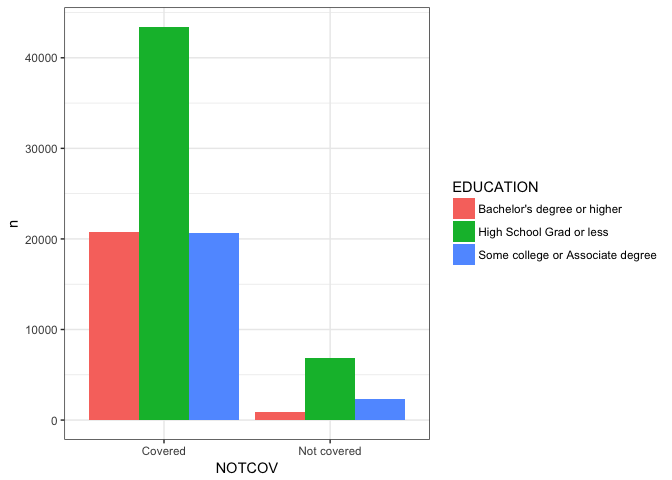 40000
30000
20000
10000
0
n
Covered
Not covered
NOTCOV
EDUCATION
Bachelor's degree or higher
High School Grad or less
Some college or Associate degree